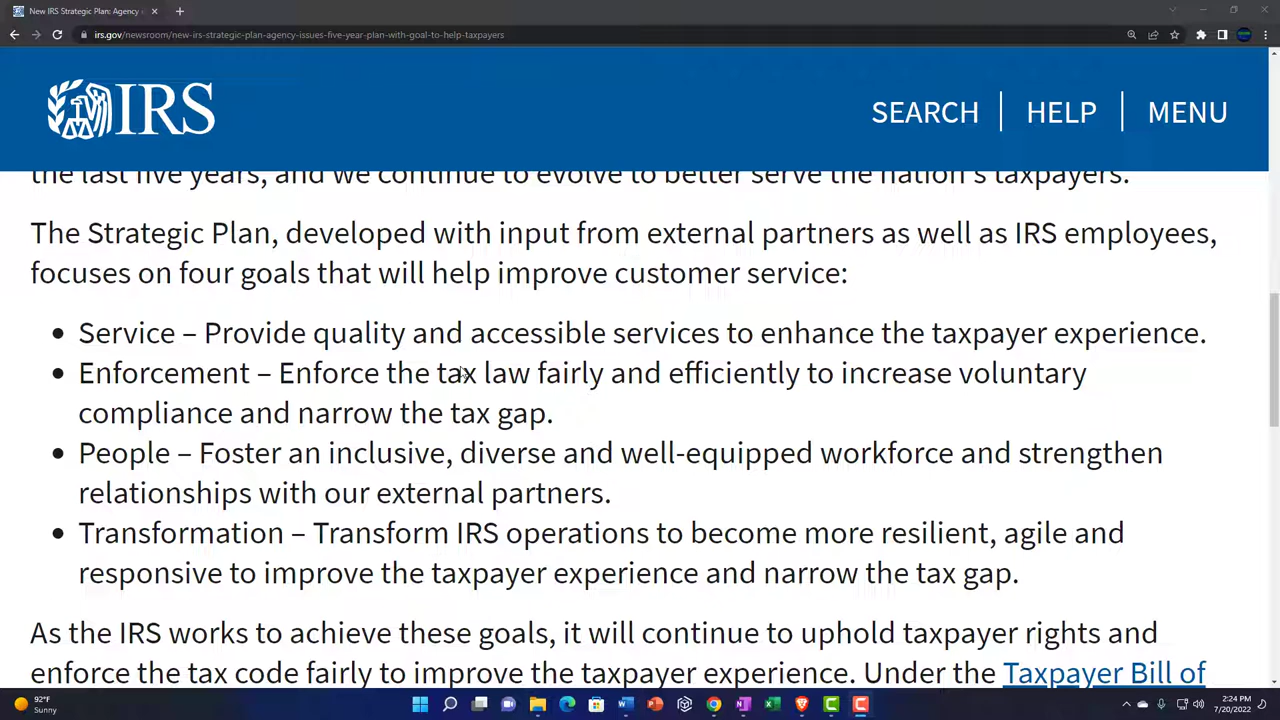 New IRS Strategic Plan: Agency
irs.gov/newsroom/new-irs-strategic-plan-agency-issues-five-year-plan-with-goal-to-help-taxpayers
IRS
SEARCH
HELP
MENU
the last five years, and we continue to evolve to better serve the nation's taxpayers.
The Strategic Plan, developed with input from external partners as well as IRS employees,
focuses on four goals that will help improve customer service:
• Service – Provide quality and accessible services to enhance the taxpayer experience.
• Enforcement – Enforce the tax law fairly and efficiently to increase voluntary
compliance and narrow the tax gap.
• People – Foster an inclusive, diverse and well-equipped workforce and strengthen
relationships with our external partners.
• Transformation – Transform IRS operations to become more resilient, agile and
responsive to improve the taxpayer experience and narrow the tax gap.
As the IRS works to achieve these goals, it will continue to uphold taxpayer rights and
enforce the tax code fairly to improve the taxpayer experience. Under the Taxpayer Bill of
92°F
Sunny
2:24 PM
7/20/2022